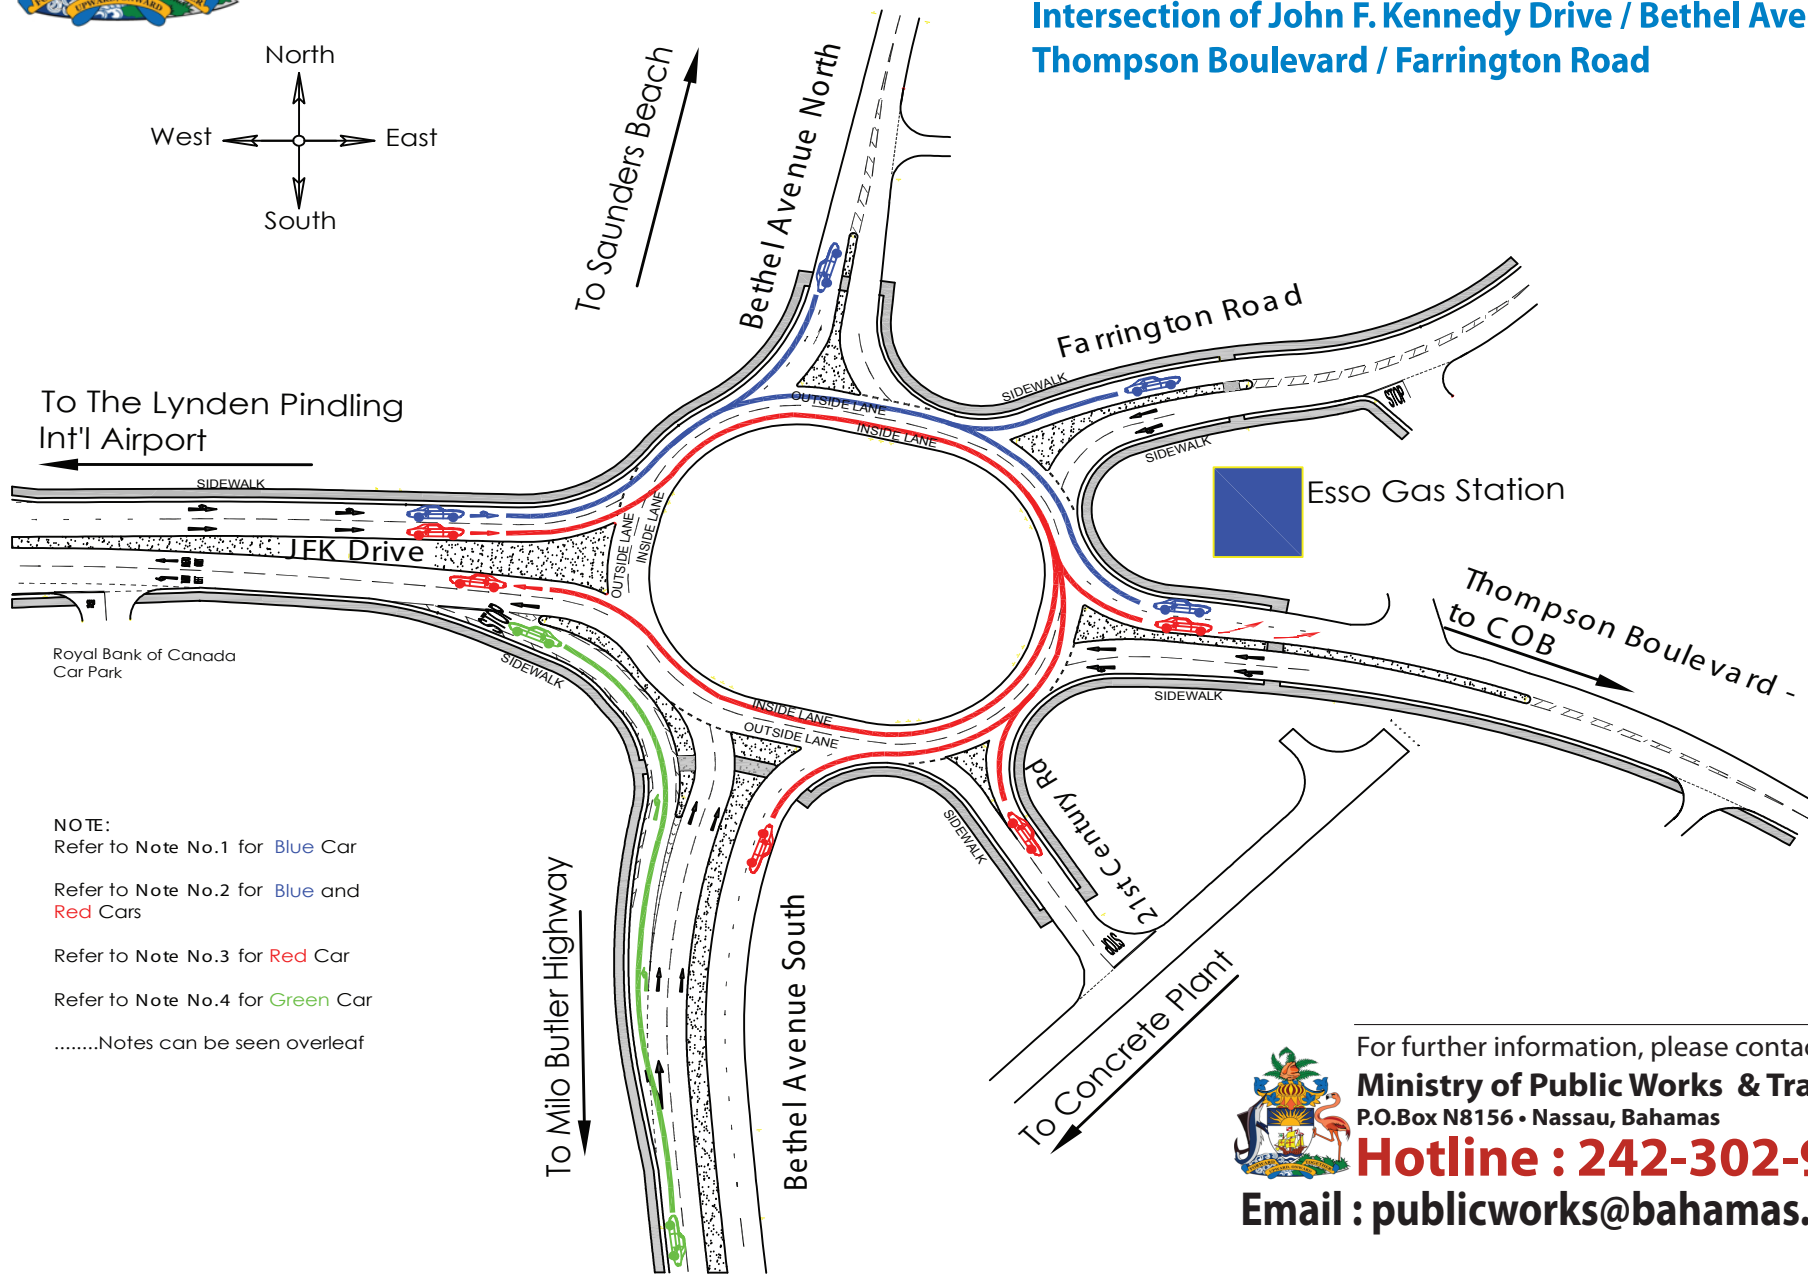 Intersection of John F. Kennedy Drive / Bethel Ave
Thompson Boulevard / Farrington Road
North
West
East
South
To Saunders Beach
Bethel Avenue North
Farrington Road
SIDEWALK
OUTSIDE LANE
INSIDE LANE
STOP
SIDEWALK
To The Lynden Pindling
Int'l Airport
SIDEWALK
Esso Gas Station
OUTSIDE LANE
INSIDE LANE
JFK Drive
STOP
Thompson Boulevard -
to COB
SIDEWALK
Royal Bank of Canada
Car Park
SIDEWALK
INSIDE LANE
OUTSIDE LANE
21st Century Rd
SIDEWALK
STOP
NOTE:
Refer to Note No.1 for Blue Car
Refer to Note No.2 for Blue and
Red Cars
Refer to Note No.3 for Red Car
Refer to Note No.4 for Green Car
........Notes can be seen overleaf
To Milo Butler Highway
Bethel Avenue South
To Concrete Plant
For further information, please contac
Ministry of Public Works & Tra
P.O.Box N8156 • Nassau, Bahamas
Hotline : 242-302-9
Email : publicworks@bahamas.